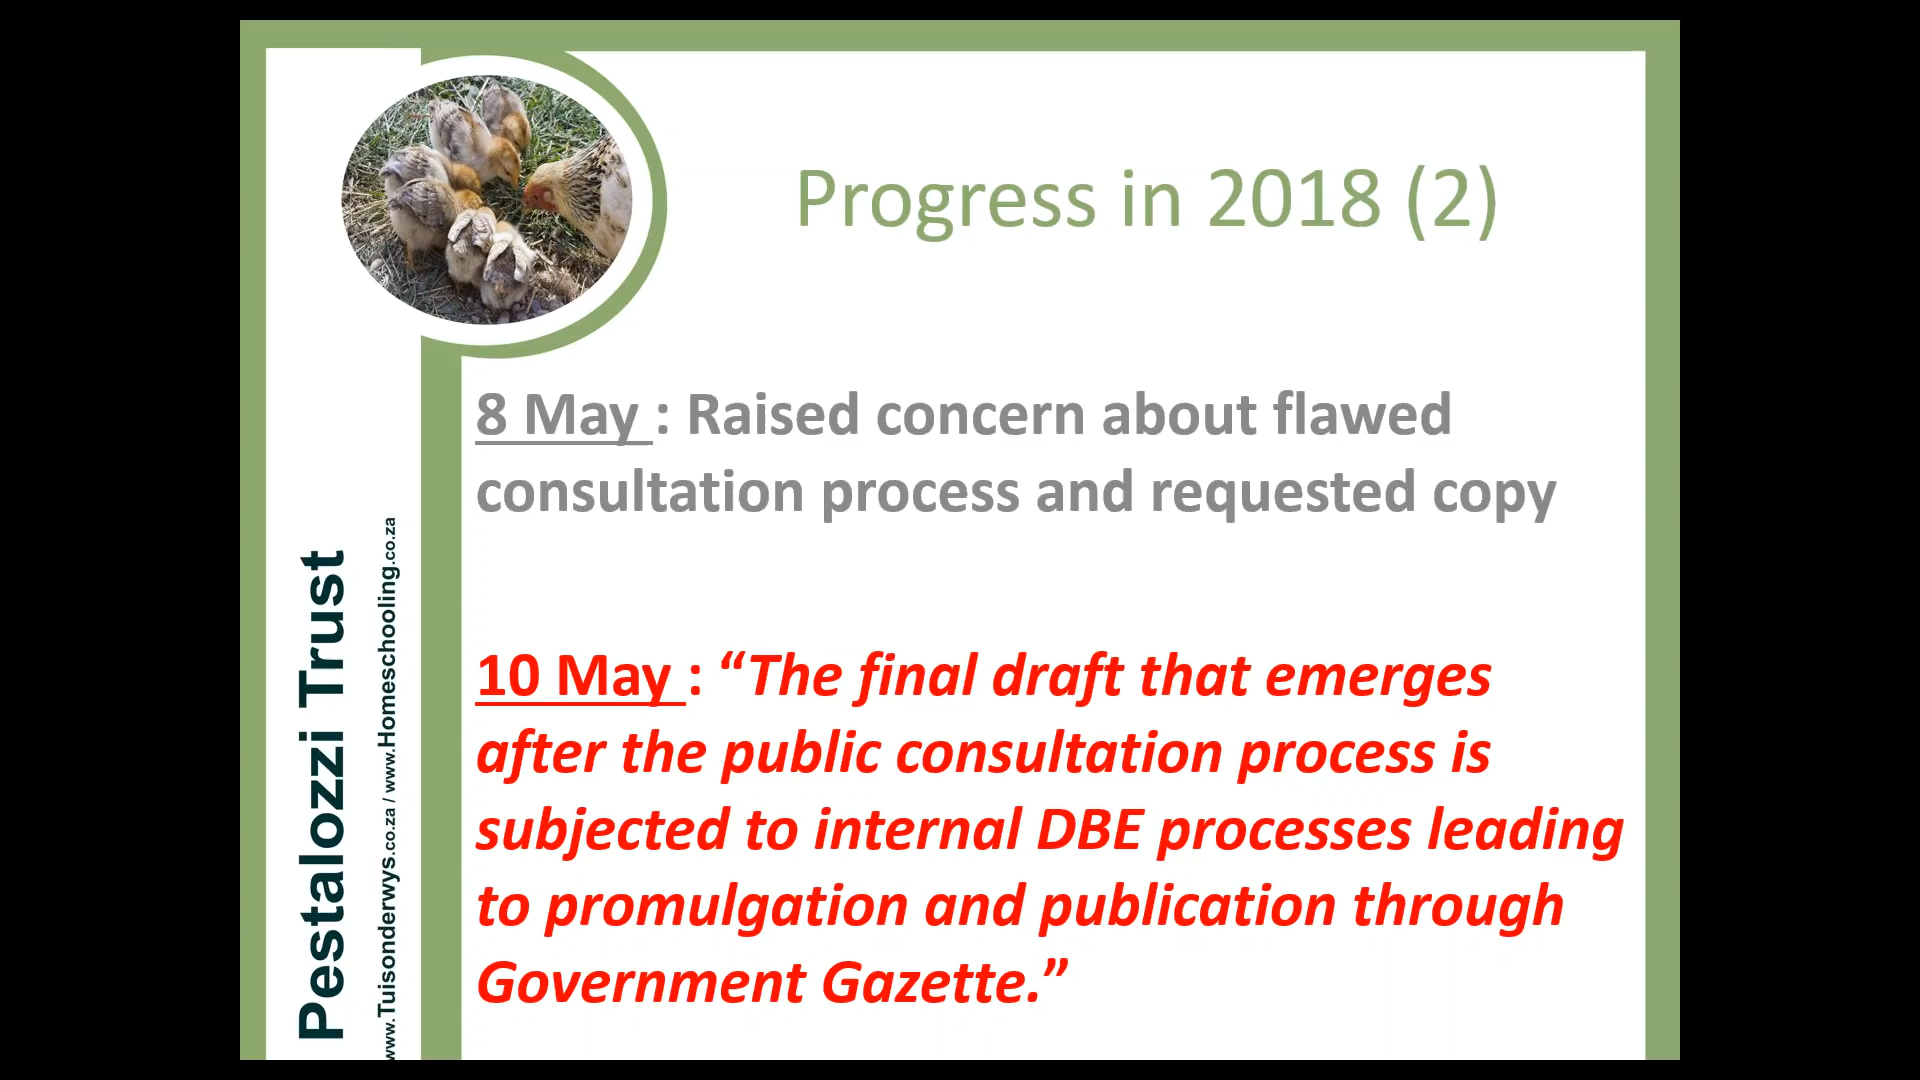 Progress in 2018 (2)
8 May : Raised concern about flawed
consultation process and requested copy
10 May : “The final draft that emerges
after the public consultation process is
subjected to internal DBE processes leading
to promulgation and publication through
Government Gazette.”
Pestalozzi Trust
www.Tuisonderwys.co.za / www.Homeschooling.co.za